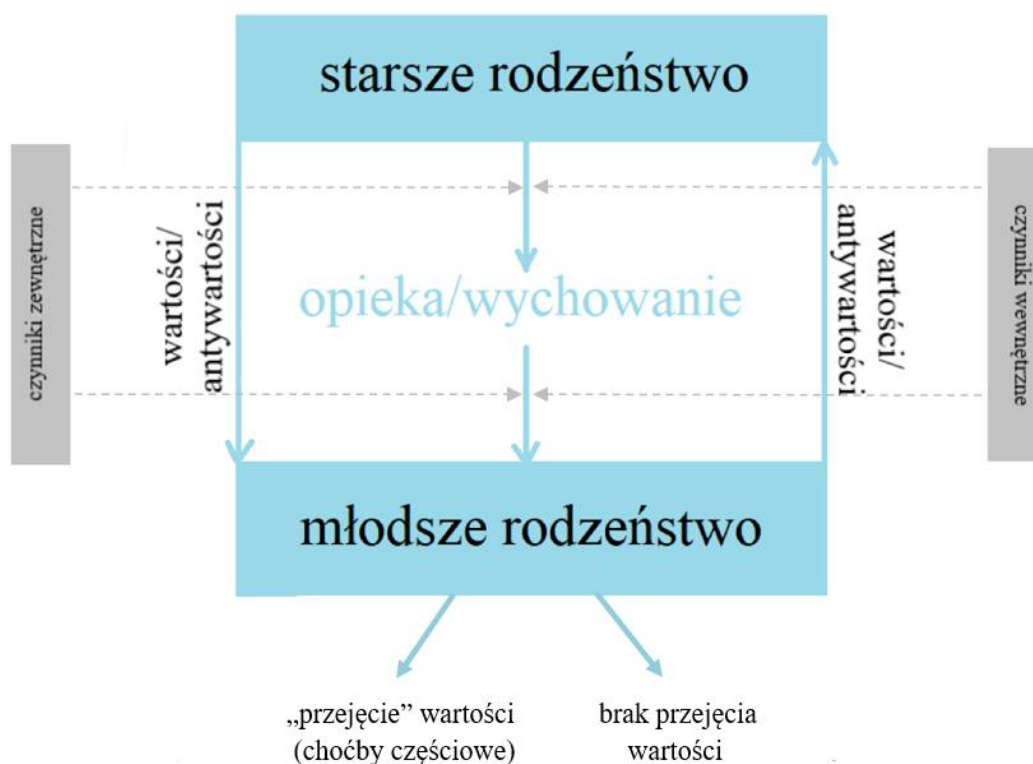 starsze rodzeństwo
czynniki zewnętrzne
wartości/
antywartości
opieka/wychowanie
wartości/
antywartości
czynniki wewnętrzne
młodsze rodzeństwo
„przejęcie” wartości
(choćby częściowe)
brak przejęcia
wartości